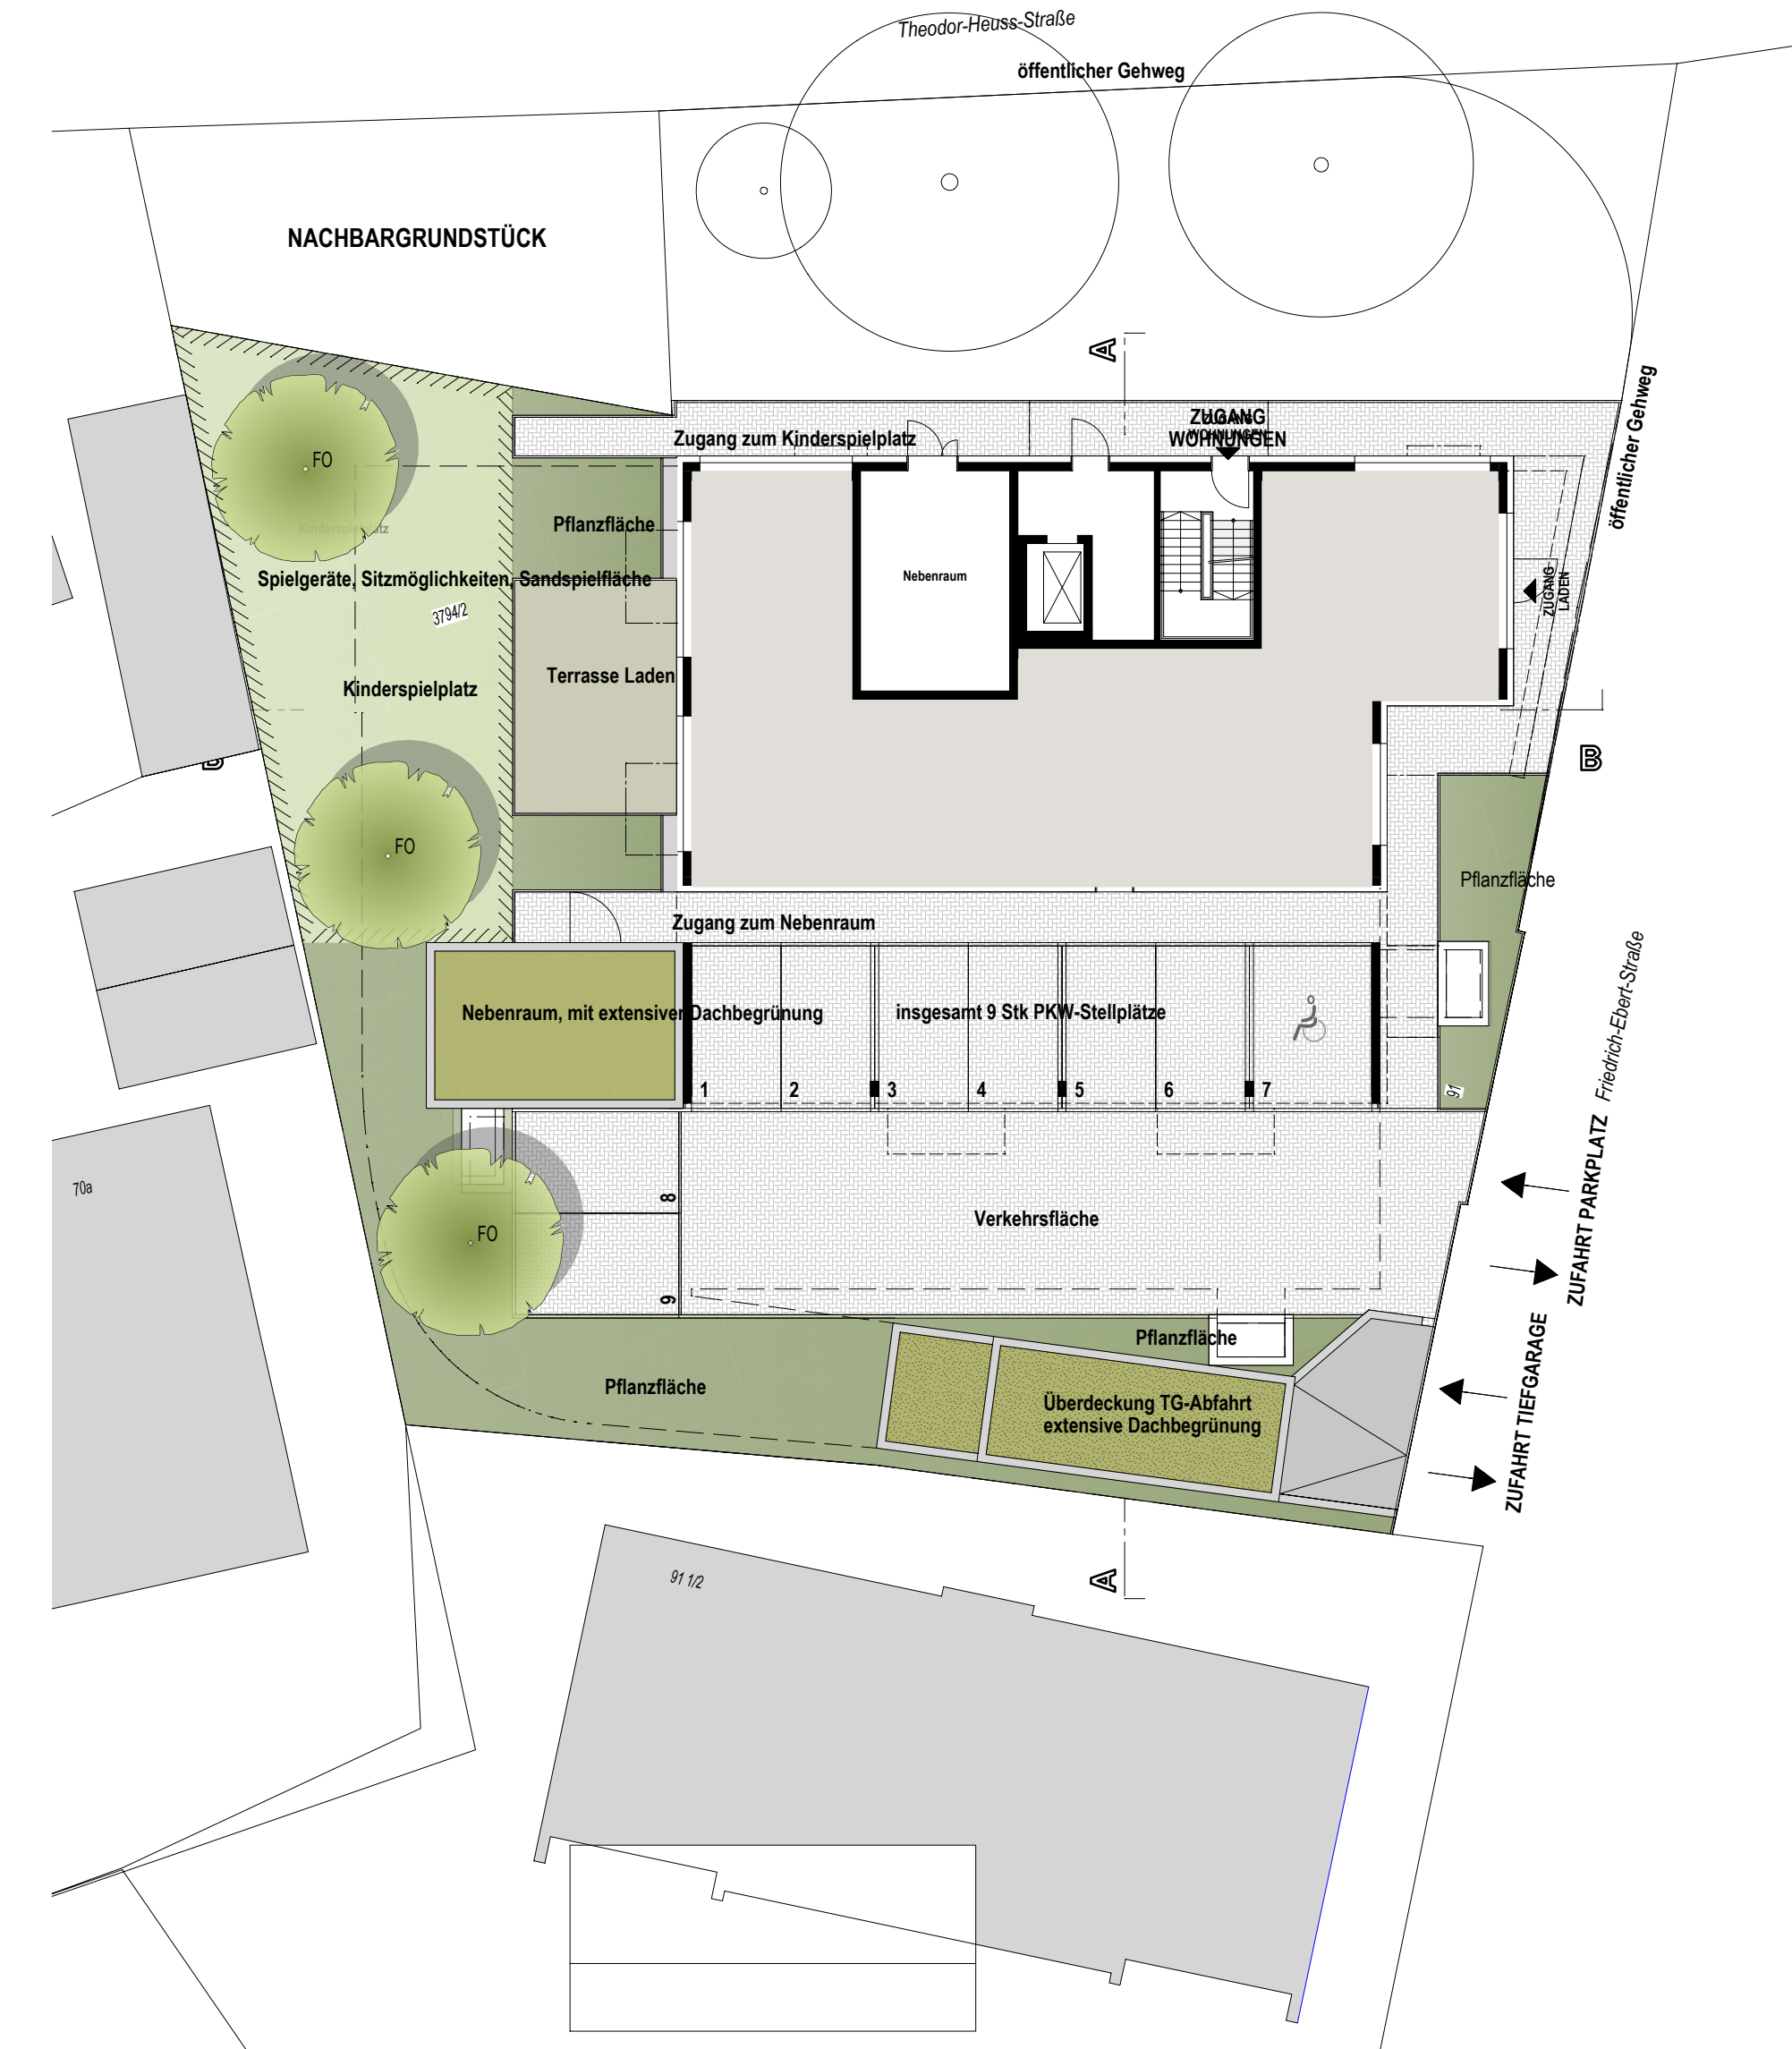 Theodor-Heuss-Straße
öffentlicher Gehweg
NACHBARGRUNDSTÜCK
A
öffentlicher Gehweg
ZUGANG
WOHNUNGEN
ZUGANG
WOHNUNGEN
Zugang zum Kinderspielplatz
FO
Kinderspielplatz
Pflanzfläche
Nebenraum
Spielgeräte, Sitzmöglichkeiten, Sandspielfläche
ZUGANG
LADEN
3794/2
Terrasse Laden
Kinderspielplatz
B
B
FO
Pflanzfläche
Zugang zum Nebenraum
Nebenraum, mit extensiver Dachbegrünung
insgesamt 9 Stk PKW-Stellplätze
Friedrich-Ebert-Straße
1
2
3
4
5
6
7
91
70a
8
Verkehrsfläche
ZUFAHRT PARKPLATZ
FO
9
Pflanzfläche
Pflanzfläche
Überdeckung TG-Abfahrt
extensive Dachbegrünung
ZUFAHRT TIEFGARAGE
A
91 1/2